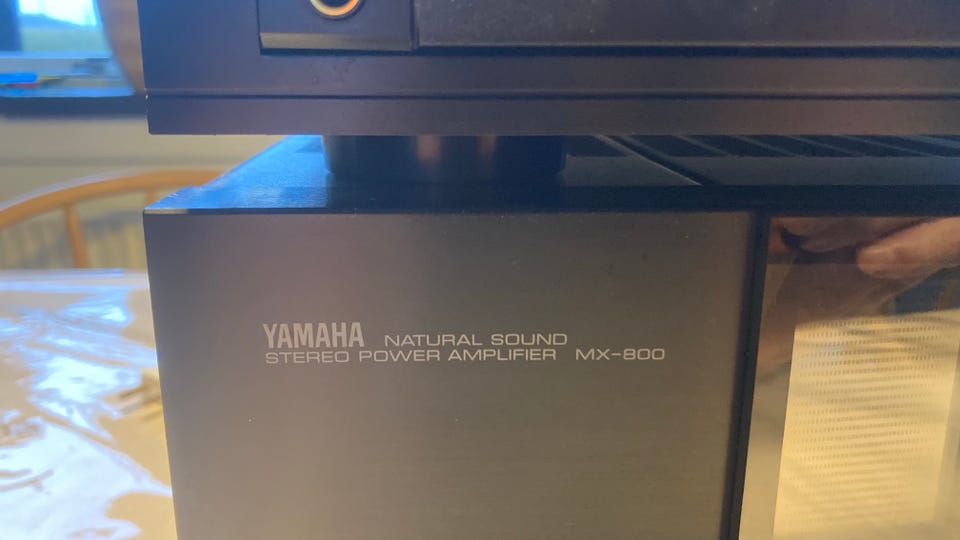 YAMAHA NATURAL SOUND
STEREO POWER AMPLIFIER MX-800